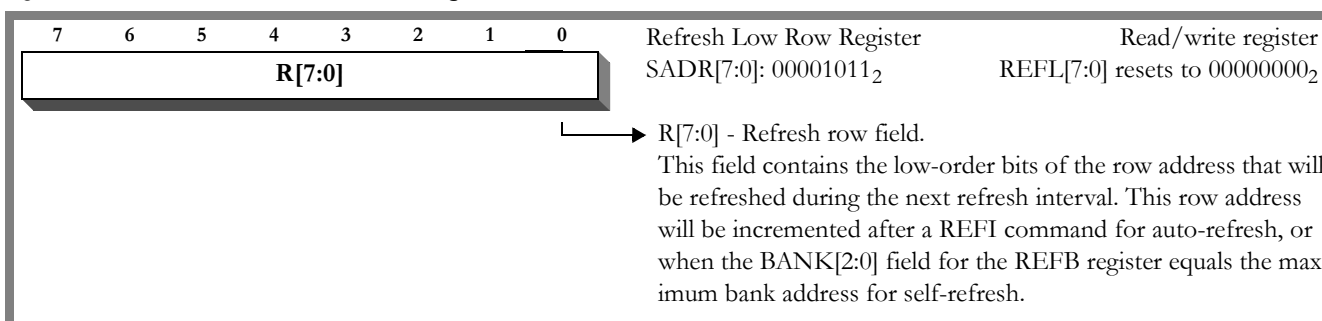 7 6 5 4 3 2 1 0
R[7:0]
Refresh Low Row Register Read/write register
SADR[7:0]: 00001011₂ REFL[7:0] resets to 00000000₂
R[7:0] - Refresh row field.
This field contains the low-order bits of the row address that will
be refreshed during the next refresh interval. This row address
will be incremented after a REFI command for auto-refresh, or
when the BANK[2:0] field for the REFB register equals the max
imum bank address for self-refresh.